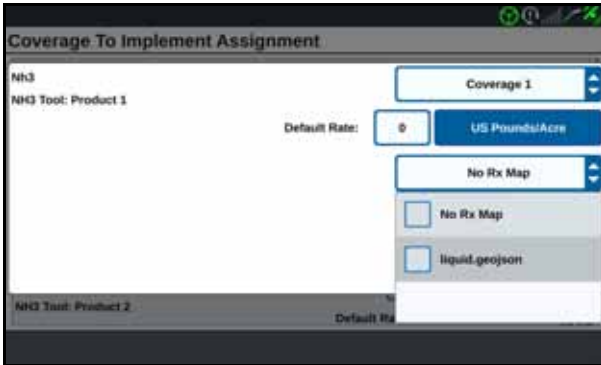 Coverage To Implement Assignment
Nh3
Coverage 1
NH3 Tool: Product 1
Default Rate: 0 US Pounds/Acre
No Rx Map
No Rx Map
liquid.geojson
NH3 Tool: Product 2
Default